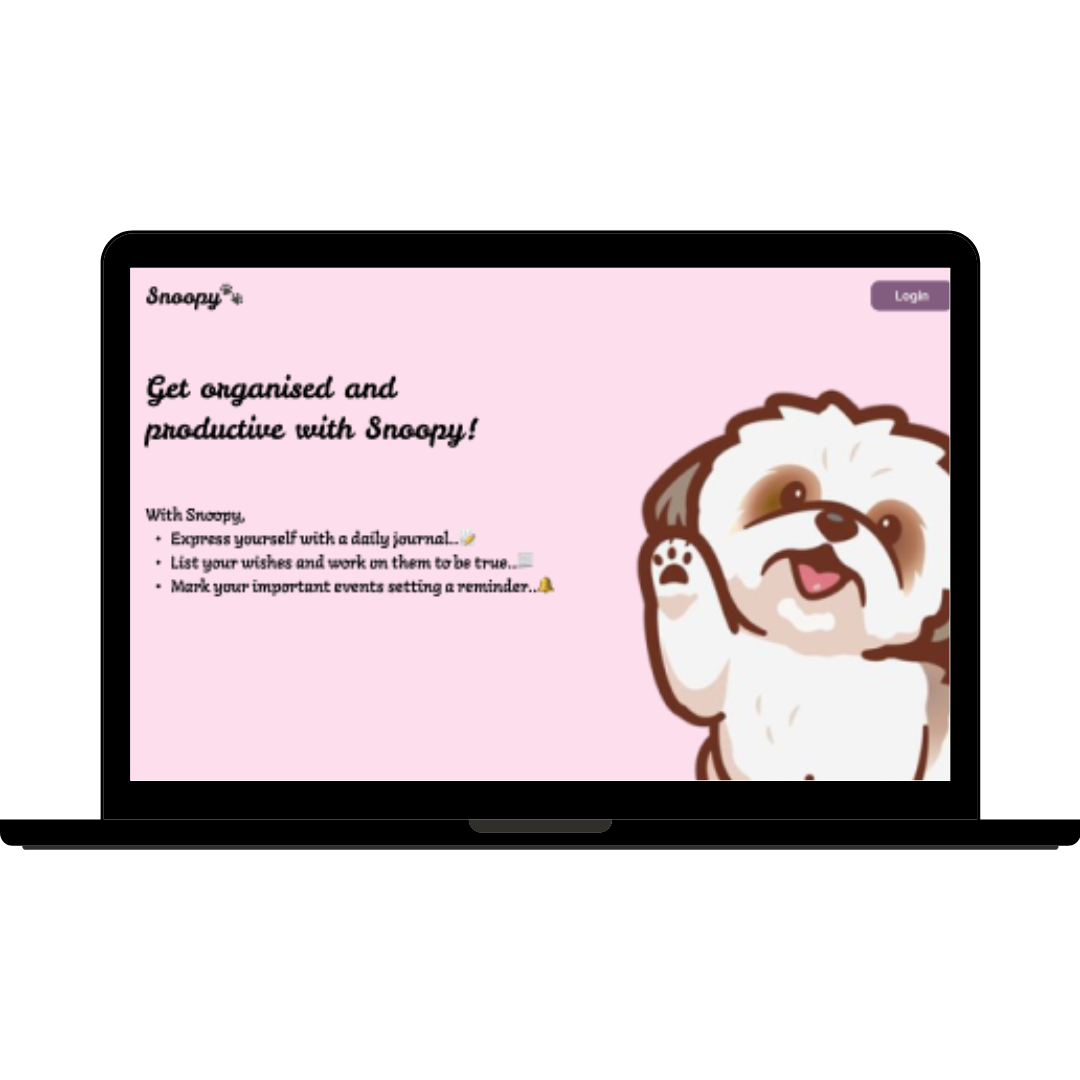 Snoopy
Login
Get organised and
productive with Snoopy!
With Snoopy,
• Express yourself with a daily journal..📝
• List your wishes and work on them to be true..
• Mark your important events setting a reminder..🔔